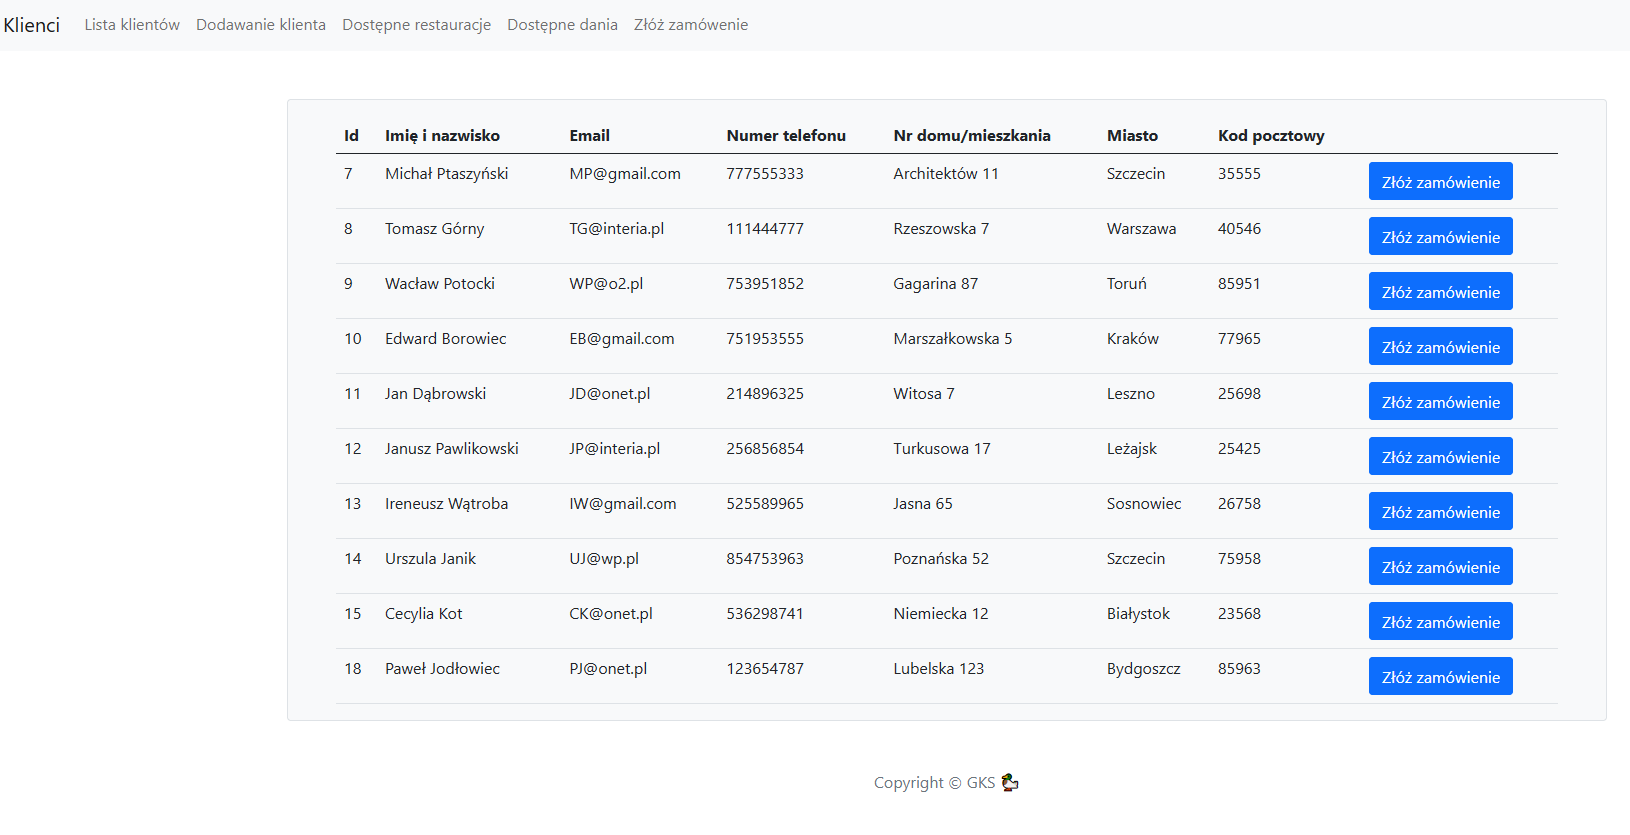 Klienci Lista klientów Dodawanie klienta Dostępne restauracje Dostępne dania Złóż zamówenie
Id Imię i nazwisko Email Numer telefonu Nr domu/mieszkania Miasto Kod pocztowy
7 Michał Ptaszyński MP@gmail.com 777555333 Architektów 11 Szczecin 35555 Złóż zamówienie
8 Tomasz Górny TG@interia.pl 111444777 Rzeszowska 7 Warszawa 40546 Złóż zamówienie
9 Wacław Potocki WP@o2.pl 753951852 Gagarina 87 Toruń 85951 Złóż zamówienie
10 Edward Borowiec EB@gmail.com 751953555 Marszałkowska 5 Kraków 77965 Złóż zamówienie
11 Jan Dąbrowski JD@onet.pl 214896325 Witosa 7 Leszno 25698 Złóż zamówienie
12 Janusz Pawlikowski JP@interia.pl 256856854 Turkusowa 17 Leżajsk 25425 Złóż zamówienie
13 Ireneusz Wątroba IW@gmail.com 525589965 Jasna 65 Sosnowiec 26758 Złóż zamówienie
14 Urszula Janik UJ@wp.pl 854753963 Poznańska 52 Szczecin 75958 Złóż zamówienie
15 Cecylia Kot CK@onet.pl 536298741 Niemiecka 12 Białystok 23568 Złóż zamówienie
18 Paweł Jodłowiec PJ@onet.pl 123654787 Lubelska 123 Bydgoszcz 85963 Złóż zamówienie
Copyright © GKS